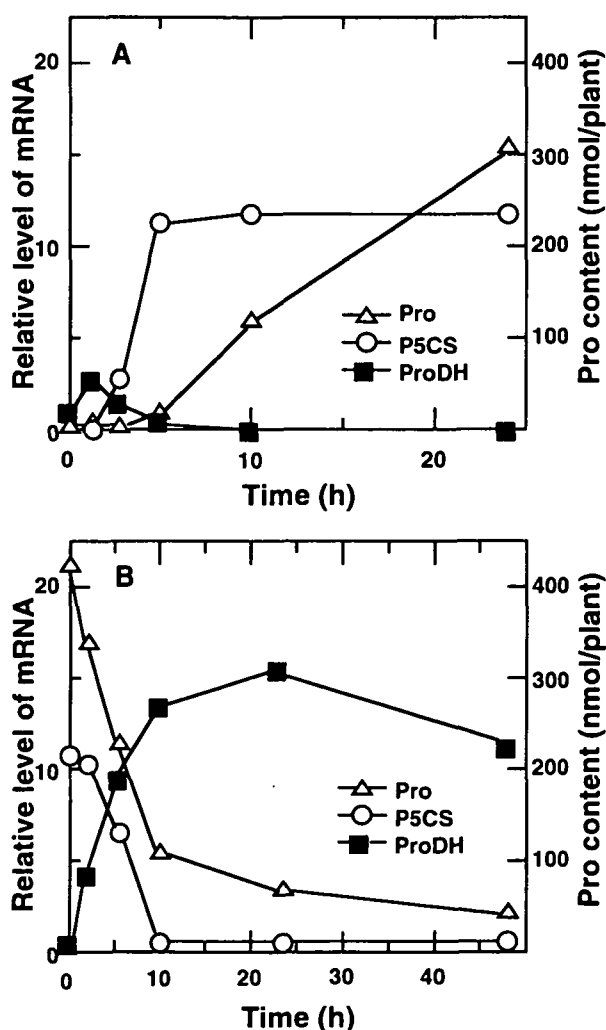 A
Relative level of mRNA
20
10
0
Pro content (nmol/plant)
400
300
200
100
Pro
P5CS
ProDH
0
10
20
Time (h)
B
Relative level of mRNA
20
10
0
Pro content (nmol/plant)
400
300
200
100
Pro
P5CS
ProDH
0
10
20
30
40
Time (h)